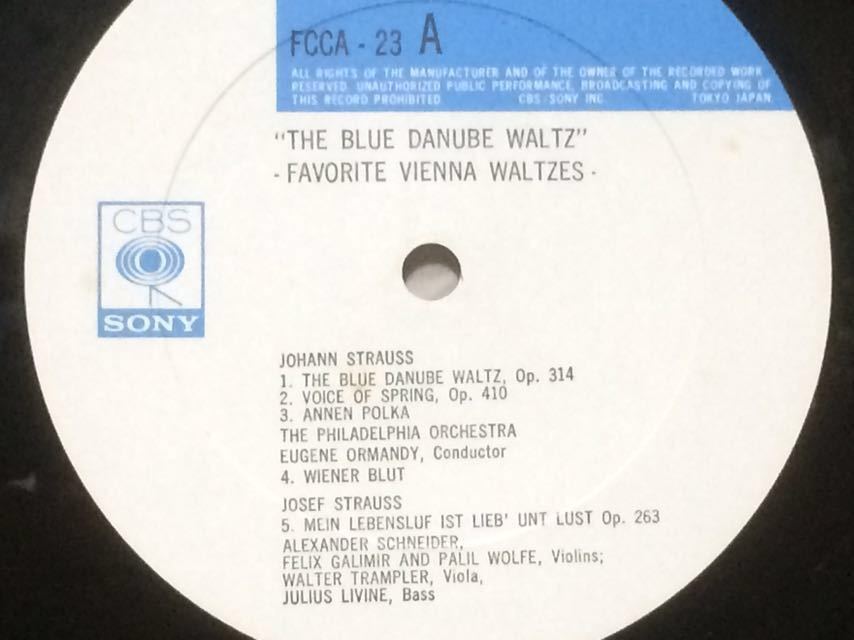 FCCA - 23 A
ALL RIGHTS OF THE MANUFACTURER AND OF THE OWNER OF THE RECORDED WORK
RESERVED. UNAUTHORIZED PUBLIC PERFORMANCE, BROADCASTING AND COPYING OF
THIS RECORD PROHIBITED CBS SONY INC. TOKYO JAPAN.
"THE BLUE DANUBE WALTZ"
- FAVORITE VIENNA WALTZES -
CBS
SONY
JOHANN STRAUSS
1. THE BLUE DANUBE WALTZ, Op. 314
2. VOICE OF SPRING, Op. 410
3. ANNEN POLKA
THE PHILADELPHIA ORCHESTRA
EUGENE ORMANDY, Conductor
4. WIENER BLUT
JOSEF STRAUSS
5. MEIN LEBENSLUF IST LIEB' UNT LUST Op. 263
ALEXANDER SCHNEIDER,
FELIX GALIMIR AND PALIL WOLFE, Violins;
WALTER TRAMPLER, Viola,
JULIUS LIVINE, Bass